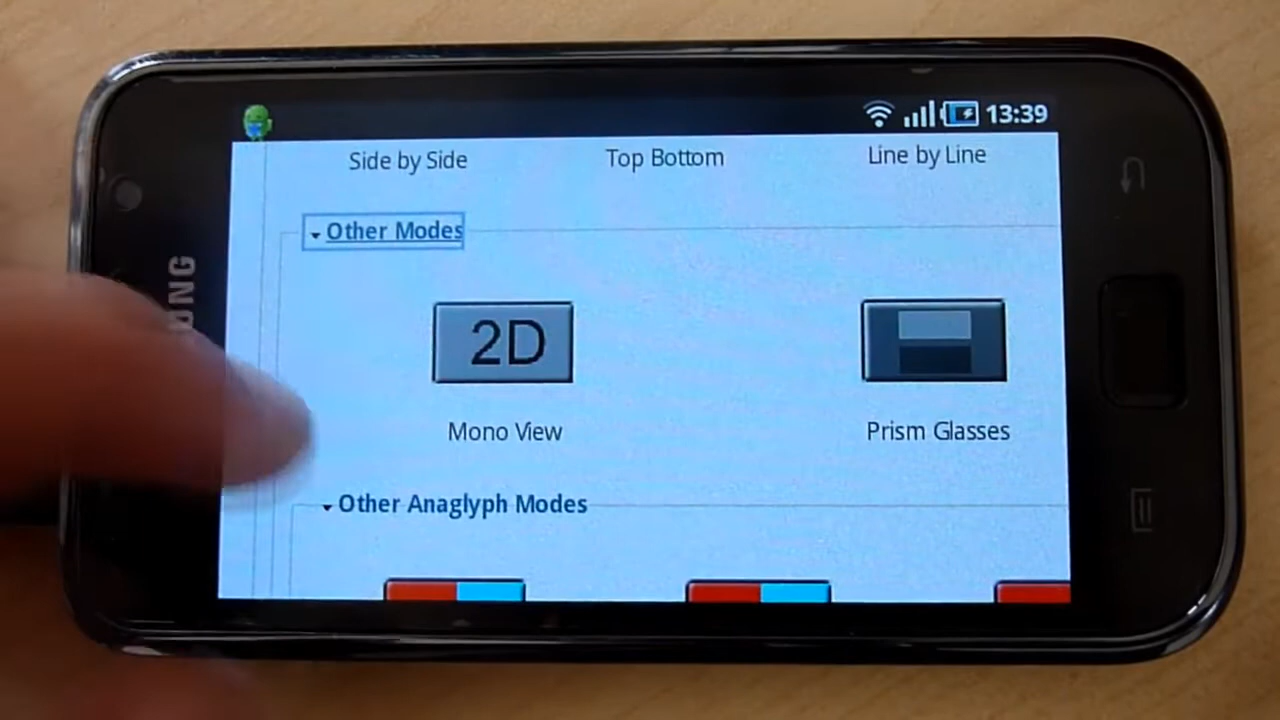 13:39
Side by Side
Top Bottom
Line by Line
Other Modes
2D
Mono View
Prism Glasses
Other Anaglyph Modes